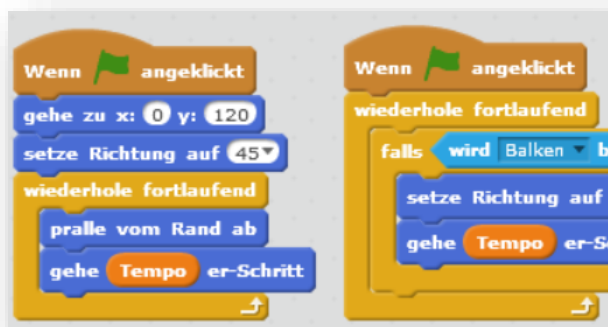 Wenn angeklickt
gehe zu x: 0 y: 120
setze Richtung auf 45
wiederhole fortlaufend
pralle vom Rand ab
gehe Tempo er-Schritt
Wenn angeklickt
wiederhole fortlaufend
falls wird Balken
setze Richtung auf
gehe Tempo